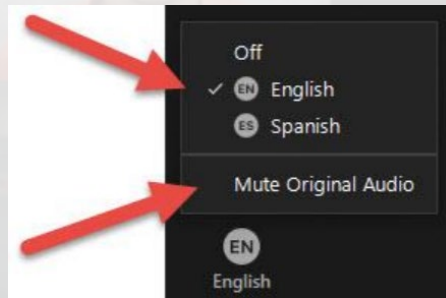 Off
EN English
ES Spanish
Mute Original Audio
EN
English